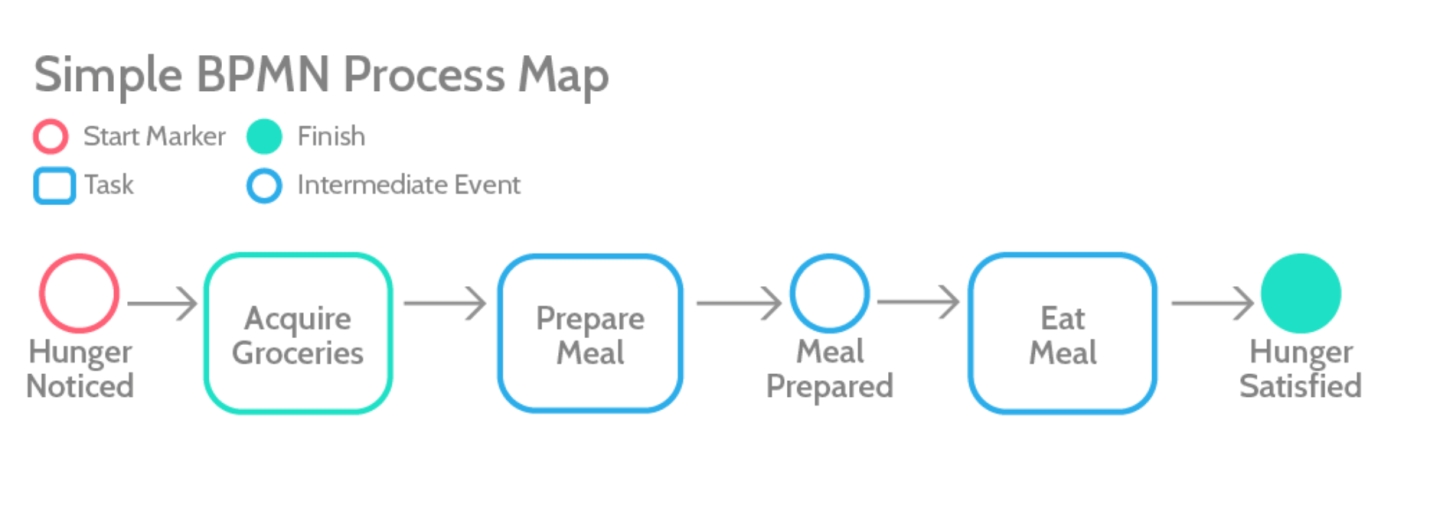 Simple BPMN Process Map
Start Marker
Finish
Task
Intermediate Event
Hunger
Noticed
Acquire
Groceries
Prepare
Meal
Meal
Prepared
Eat
Meal
Hunger
Satisfied